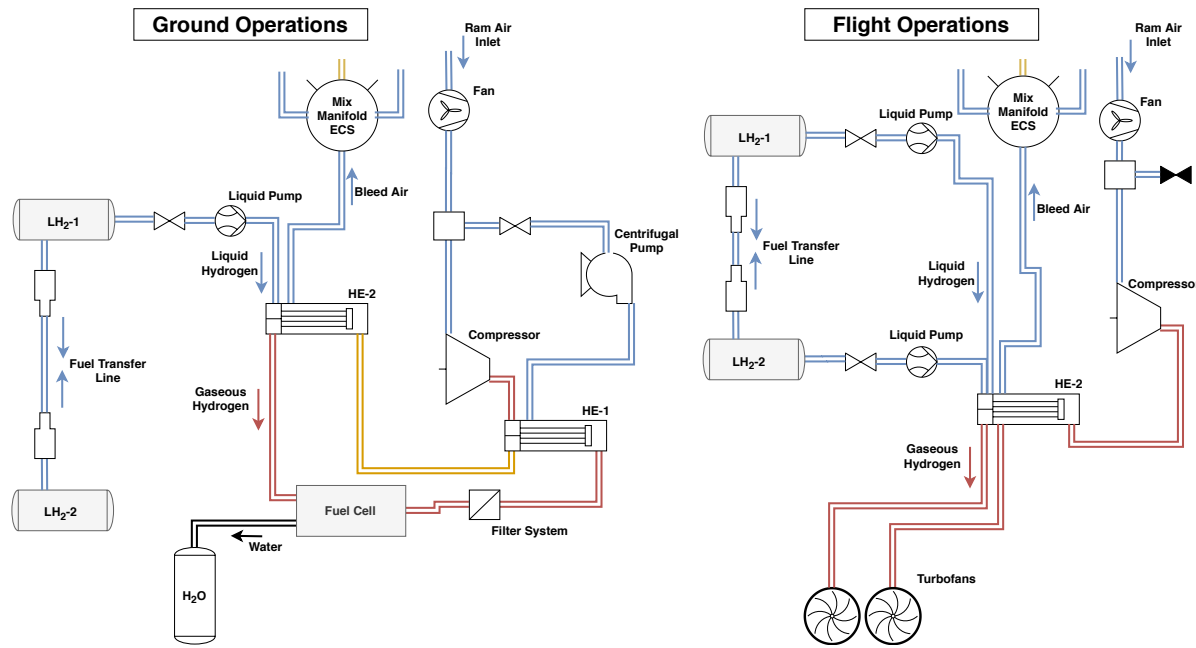 Ground Operations
Ram Air
Inlet
Fan
Mix
Manifold
ECS
Bleed Air
Liquid Pump
LH₂-1
Liquid
Hydrogen
Centrifugal
Pump
HE-2
Compressor
Fuel Transfer
Line
Gaseous
Hydrogen
HE-1
LH₂-2
Fuel Cell
Filter System
Water
H₂O
Flight Operations
Ram Air
Inlet
Fan
Mix
Manifold
ECS
Liquid Pump
LH₂-1
Bleed Air
Fuel Transfer
Line
Liquid
Hydrogen
Compresso
Liquid Pump
LH₂-2
HE-2
Gaseous
Hydrogen
Turbofans